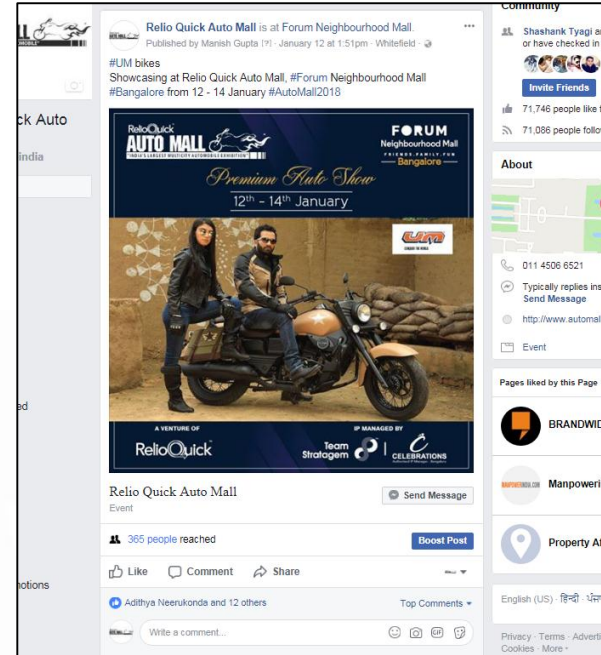 Relio Quick Auto Mall is at Forum Neighbourhood Mall.
Published by Manish Gupta [?] · January 12 at 1:51pm · Whitefield ·
#UM bikes
Showcasing at Relio Quick Auto Mall, #Forum Neighbourhood Mall
#Bangalore from 12 - 14 January #AutoMall2018
RelioQuick
AUTO MALL
"INDIA'S LARGEST MULTICITY AUTOMOBILE EXHIBITION"
FORUM
Neighbourhood Mall
FRIENDS.FAMILY.FUN
Bangalore
Premium Auto Show
12th - 14th January
UM
A VENTURE OF
RelioQuick
IP MANAGED BY
Team
Stratagem
CELEBRATIONS
Relio Quick Auto Mall
Event
Send Message
365 people reached
Boost Post
Like Comment Share
Adithya Neerukonda and 12 others
Top Comments
Write a comment...
GIF
ck Auto
india
ed
notions
Community
Shashank Tyagi a
or have checked in
Invite Friends
71,746 people like t
71,086 people follo
About
011 4506 6521
Typically replies ins
Send Message
http://www.automal
Event
Pages liked by this Page
BRANDWID
MANPOWERINDIA.COM
Manpoweri
Property Af
English (US) · हिन्दी ·
Privacy · Terms · Adverti
Cookies · More